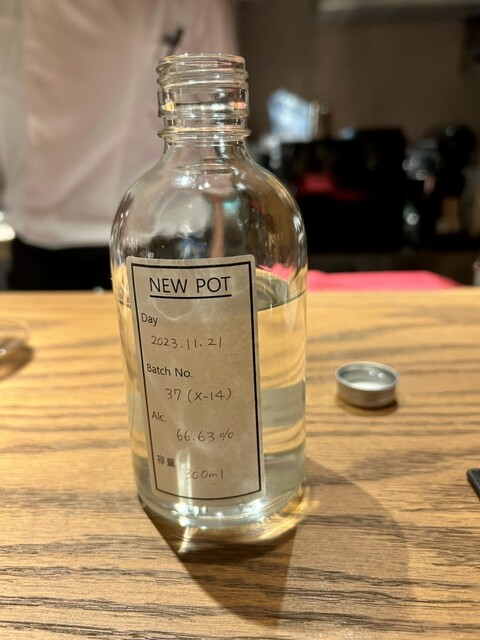 NEW POT
Day
2023.11.21
Batch No.
37 (X-14)
Alc.
66.63%
容量
300ml